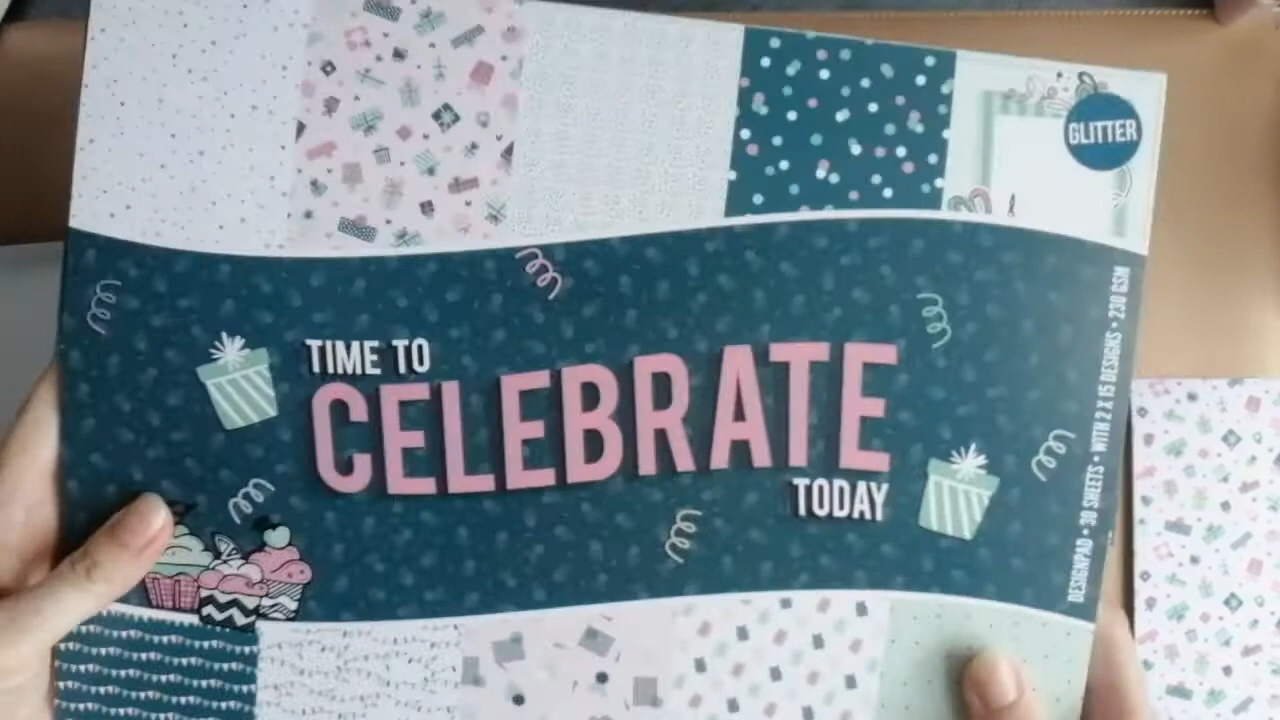 GLITTER
TIME TO
CELEBRATE
TODAY
DESIGNPAD • 30 SHEETS • WITH 2 X 15 DESIGNS • 230 GSM